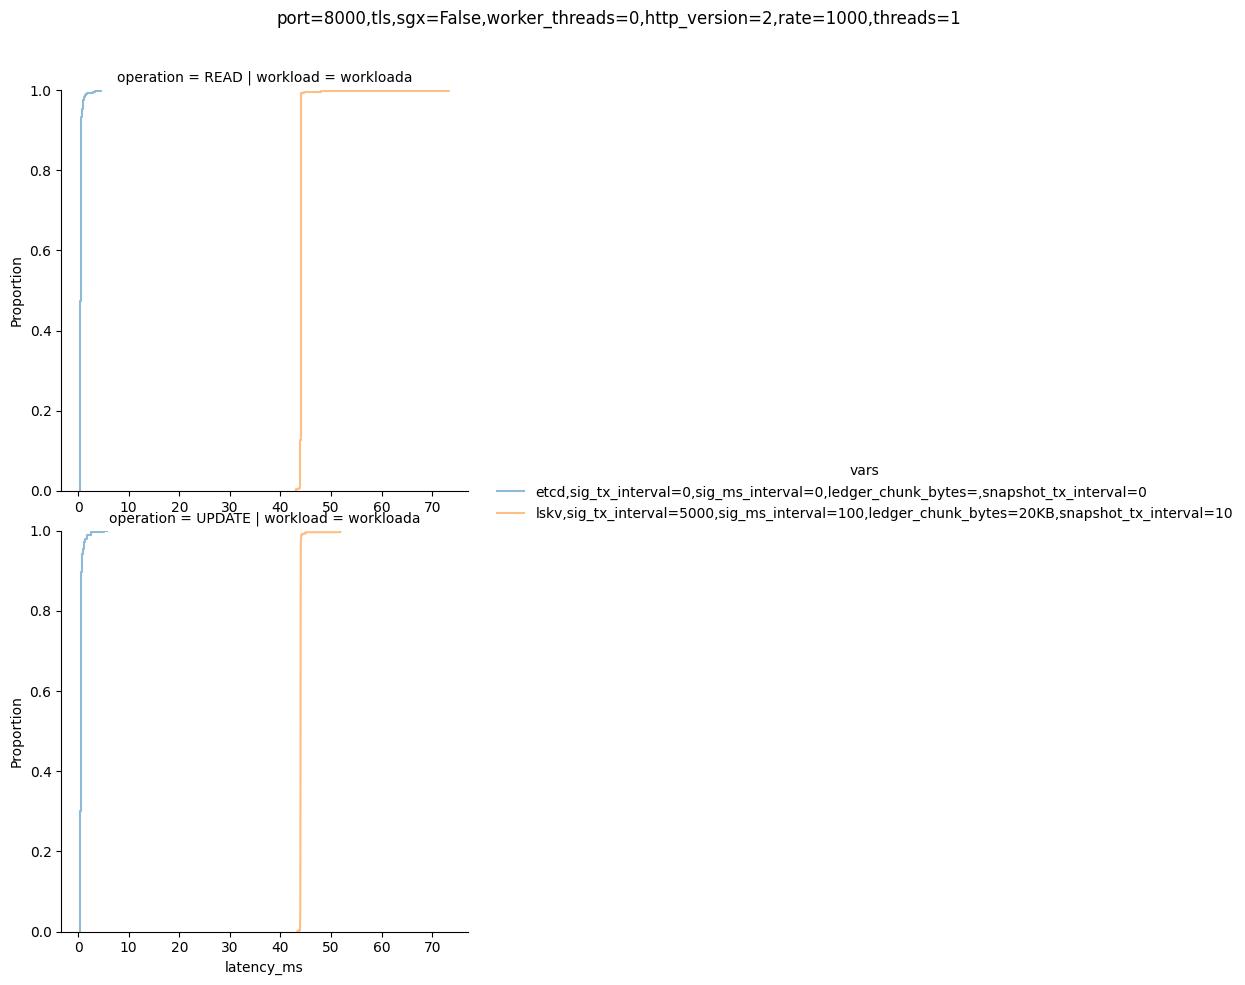 port=8000,tls,sgx=False,worker_threads=0,http_version=2,rate=1000,threads=1
operation = READ | workload = workloada
1.0
0.8
0.6
0.4
0.2
0.0
Proportion
0 10 20 30 40 50 60 70
vars
etcd,sig_tx_interval=0,sig_ms_interval=0,ledger_chunk_bytes=,snapshot_tx_interval=0
lskv,sig_tx_interval=5000,sig_ms_interval=100,ledger_chunk_bytes=20KB,snapshot_tx_interval=10
operation = UPDATE | workload = workloada
1.0
0.8
0.6
0.4
0.2
0.0
Proportion
0 10 20 30 40 50 60 70
latency_ms